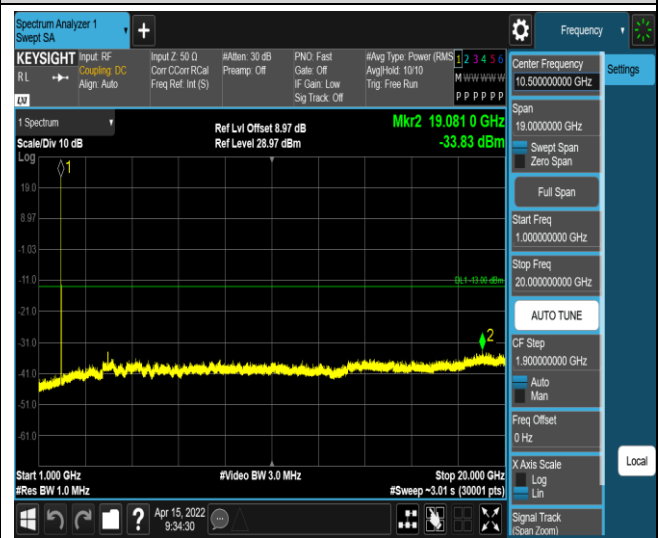 Spectrum Analyzer 1
Swept SA
+
Frequency
KEYSIGHT
RL
LXI
Input: RF
Coupling: DC
Align: Auto
Input Z: 50 Ω
Corr CCorr RCal
Freq Ref: Int (S)
#Atten: 30 dB
Preamp: Off
PNO: Fast
Gate: Off
IF Gain: Low
Sig Track: Off
#Avg Type: Power (RMS
Avg|Hold: 10/10
Trig: Free Run
1 2 3 4 5 6
M W W W W W
P P P P P P
Center Frequency
10.500000000 GHz
Settings
Span
19.0000000 GHz
Swept Span
Zero Span
Full Span
Start Freq
1.000000000 GHz
Stop Freq
20.000000000 GHz
AUTO TUNE
CF Step
1.900000000 GHz
Auto
Man
Freq Offset
0 Hz
X Axis Scale
Log
Lin
Local
Signal Track
(Span Zoom)
1 Spectrum
Scale/Div 10 dB
Ref Lvl Offset 8.97 dB
Ref Level 28.97 dBm
Mkr2 19.081 0 GHz
-33.83 dBm
Log
1
19.0
8.97
-1.03
-11.0
DL1 -13.00 dBm
-21.0
-31.0
2
-41.0
-51.0
-61.0
Start 1.000 GHz
#Res BW 1.0 MHz
#Video BW 3.0 MHz
Stop 20.000 GHz
#Sweep ~3.01 s (30001 pts)
?
Apr 15, 2022
9:34:30